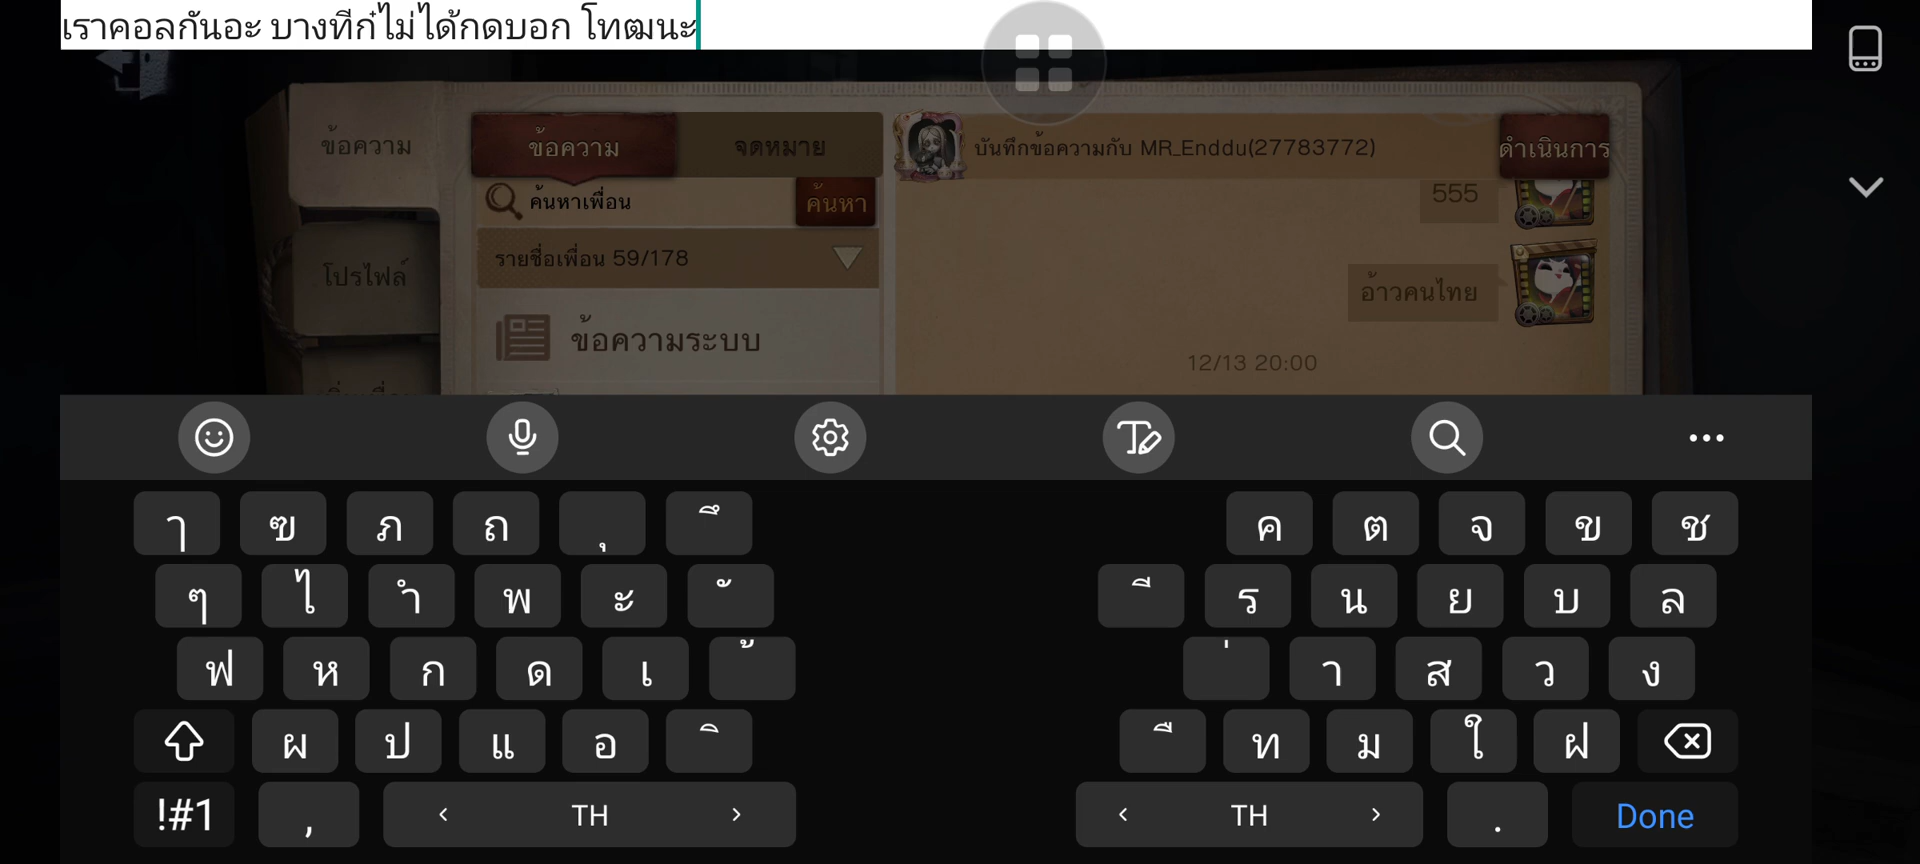 เราคอลกันอะ บางทีก๋ไม่ได้กดบอก โทฒนะ
ข้อความ
ข้อความ
จดหมาย
บันทึกข้อความกับ MR_Enddu(27783772)
ดำเนินการ
ค้นหาเพื่อน
ค้นหา
555
โปรไฟล์
รายชื่อเพื่อน 59/178
อ้าวคนไทย
ข้อความระบบ
12/13 20:00
ๅ ฃ ภ ถ ุ ึ ค ต จ ข ช
ๆ ไ ำ พ ะ ั ี ร น ย บ ล
ฟ ห ก ด เ ้ ่ า ส ว ง
ผ ป แ อ ิ ื ท ม ใ ฝ
!#1 , < TH > < TH > . Done